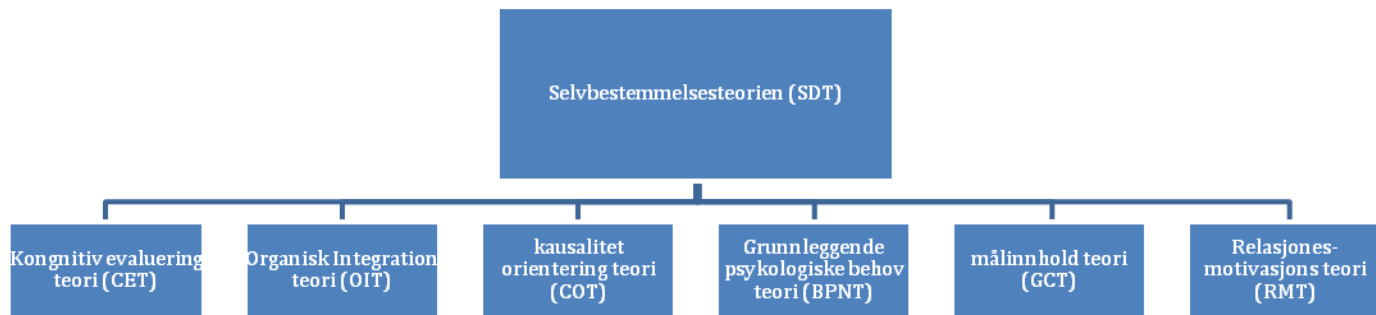 Selvbestemmelsesteorien (SDT)
Kongnitiv evaluering
teori (CET)
Organisk Integration
teori (OIT)
kausalitet
orientering teori
(COT)
Grunnleggende
psykologiske behov
teori (BPNT)
målinnhold teori
(GCT)
Relasjones-
motivasjons teori
(RMT)